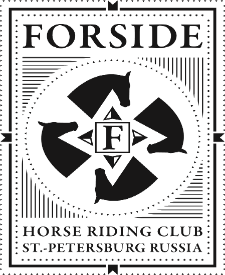 FORSIDE
F
HORSE RIDING CLUB
ST.-PETERSBURG RUSSIA